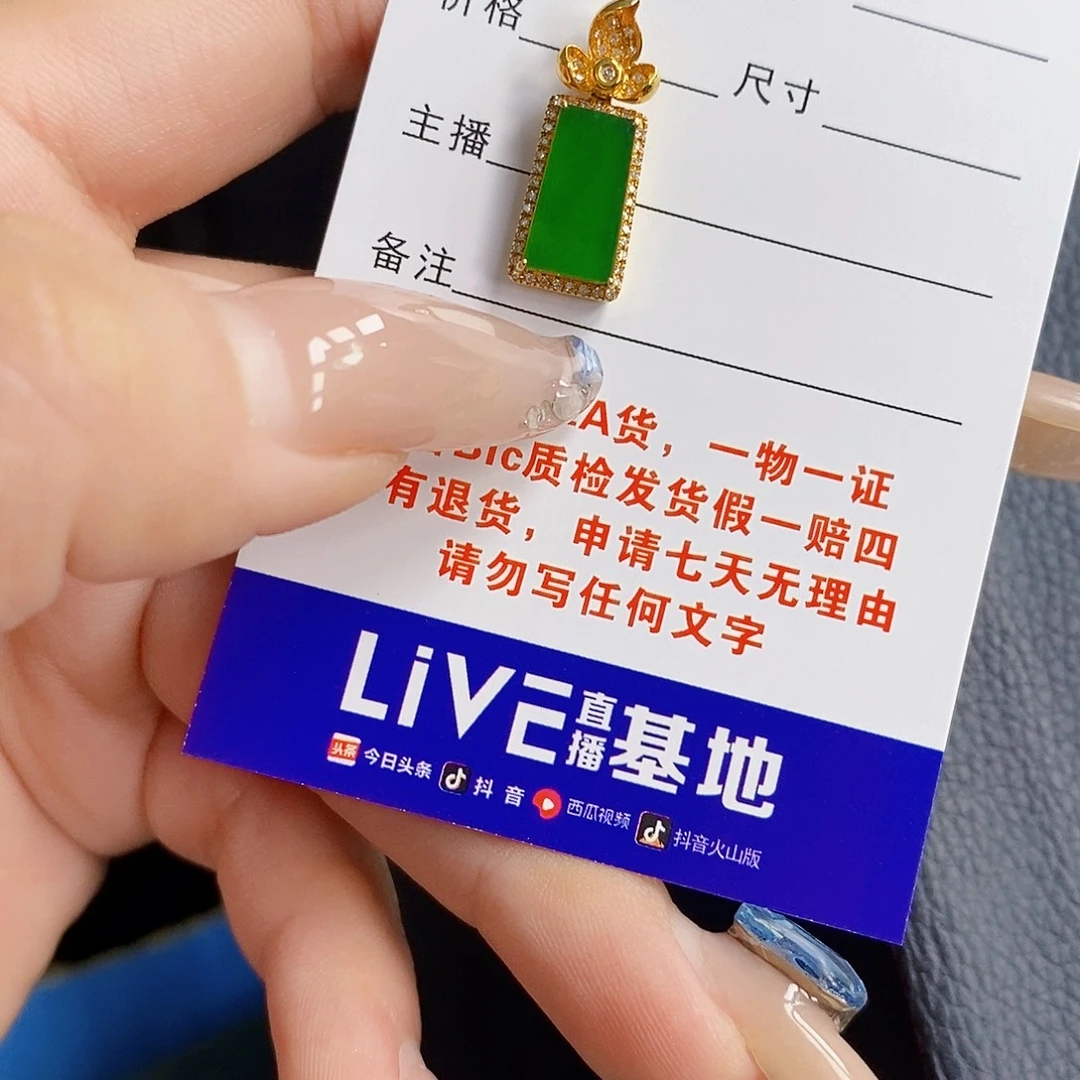 价格 尺寸
主播
备注
A货，一物一证
ic质检发货假一赔四
有退货，申请七天无理由
请勿写任何文字
LiVE直播基地
头条 今日头条 抖音 西瓜视频 抖音火山版